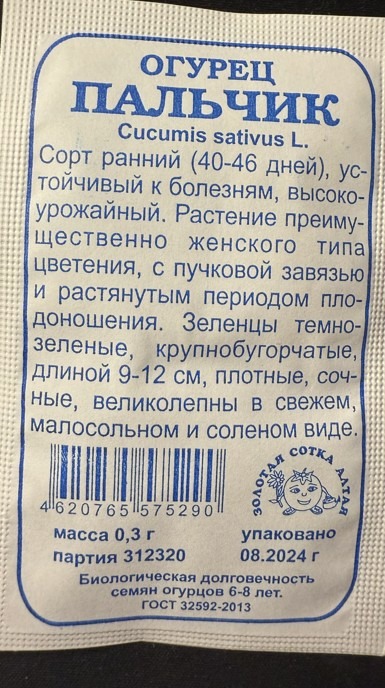 ОГУРЕЦ
ПАЛЬЧИК
Cucumis sativus L.
Сорт ранний (40-46 дней), ус-
тойчивый к болезням, высоко-
урожайный. Растение преиму-
щественно женского типа
цветения, с пучковой завязью
и растянутым периодом пло-
доношения. Зеленцы темно-
зеленые, крупнобугорчатые,
длиной 9-12 см, плотные, соч-
ные, великолепны в свежем,
малосольном и соленом виде.
4 620765 575290
ЗОЛОТАЯ СОТКА АЛТАЯ
масса 0,3 г
партия 312320
упаковано
08.2024 г
Биологическая долговечность
семян огурцов 6-8 лет.
ГОСТ 32592-2013